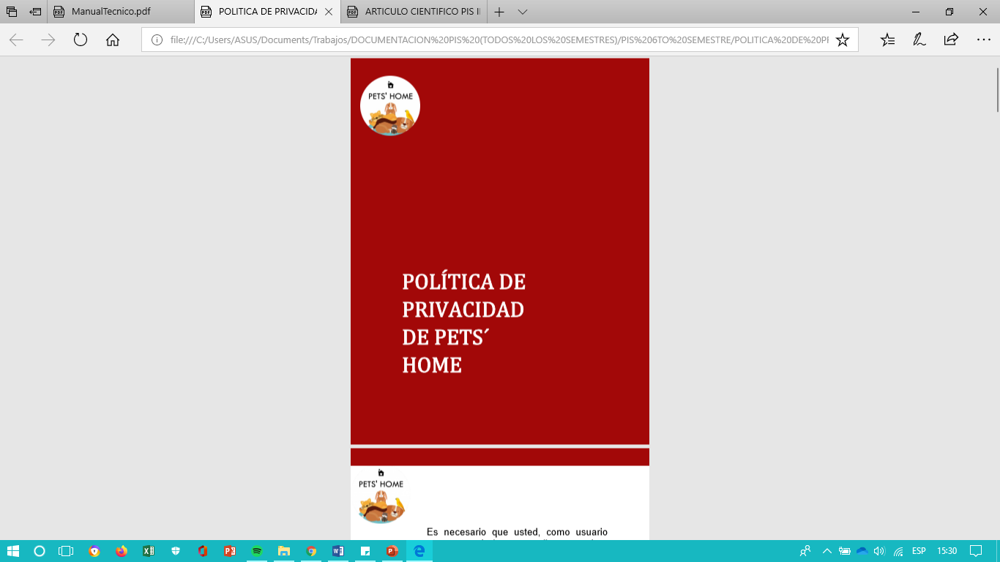 ManualTecnico.pdf
POLITICA DE PRIVACIDA
ARTICULO CIENTIFICO PIS II
file:///C:/Users/ASUS/Documents/Trabajos/DOCUMENTACION%20PIS%20(TODOS%20LOS%20SEMESTRES)/PIS%206TO%20SEMESTRE/POLITICA%20DE%20PR
PETS' HOME
POLÍTICA DE
PRIVACIDAD
DE PETS´
HOME
PETS' HOME
Es necesario que usted, como usuario
ESP
15:30